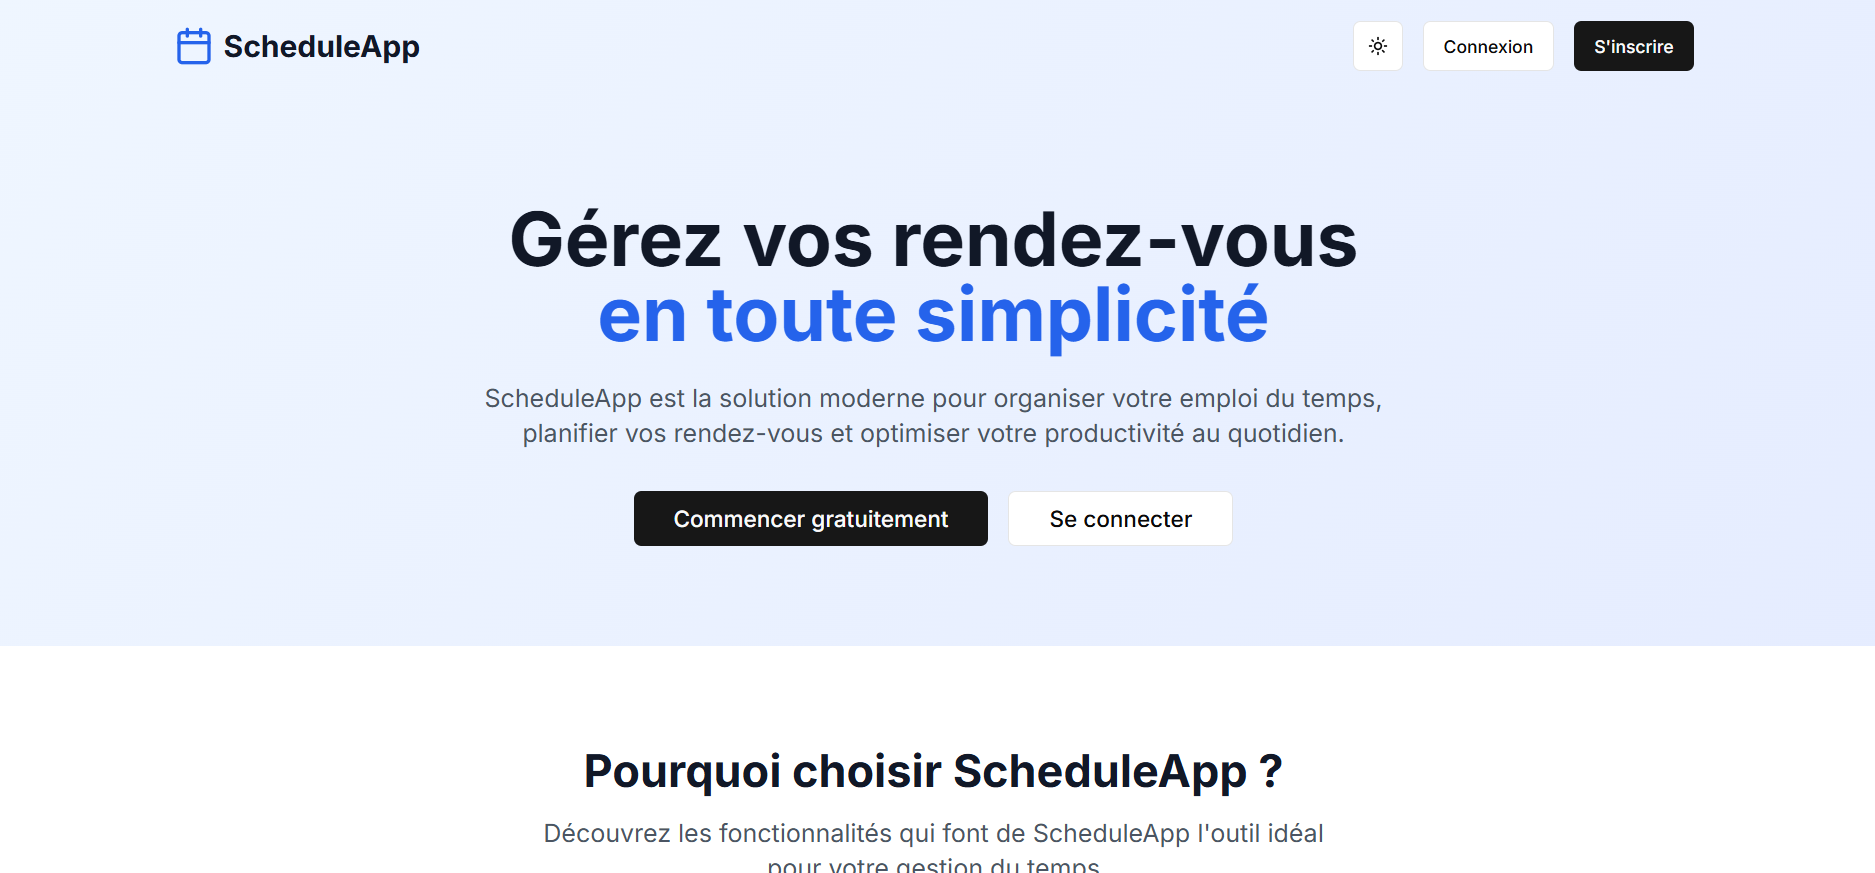 ScheduleApp
Connexion
S'inscrire
Gérez vos rendez-vous
en toute simplicité
ScheduleApp est la solution moderne pour organiser votre emploi du temps,
planifier vos rendez-vous et optimiser votre productivité au quotidien.
Commencer gratuitement
Se connecter
Pourquoi choisir ScheduleApp ?
Découvrez les fonctionnalités qui font de ScheduleApp l'outil idéal
pour votre gestion du temps